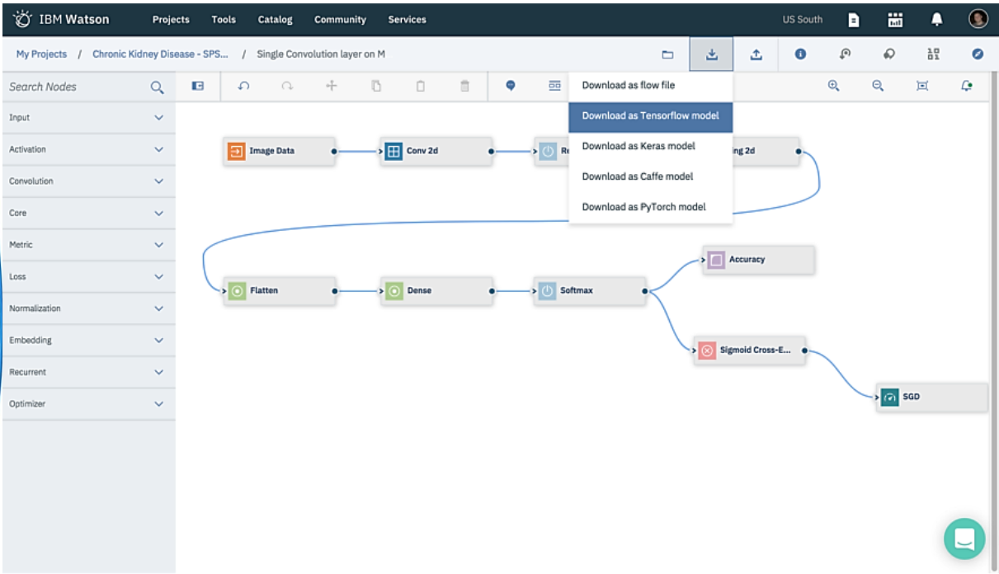 IBM Watson Projects Tools Catalog Community Services US South
My Projects / Chronic Kidney Disease - SPS... / Single Convolution layer on M
Search Nodes
Input
Activation
Convolution
Core
Metric
Loss
Normalization
Embedding
Recurrent
Optimizer
Download as flow file
Download as Tensorflow model
Download as Keras model
Download as Caffe model
Download as PyTorch model
Image Data Conv 2d Re ng 2d
Accuracy
Flatten Dense Softmax
Sigmoid Cross-E...
SGD